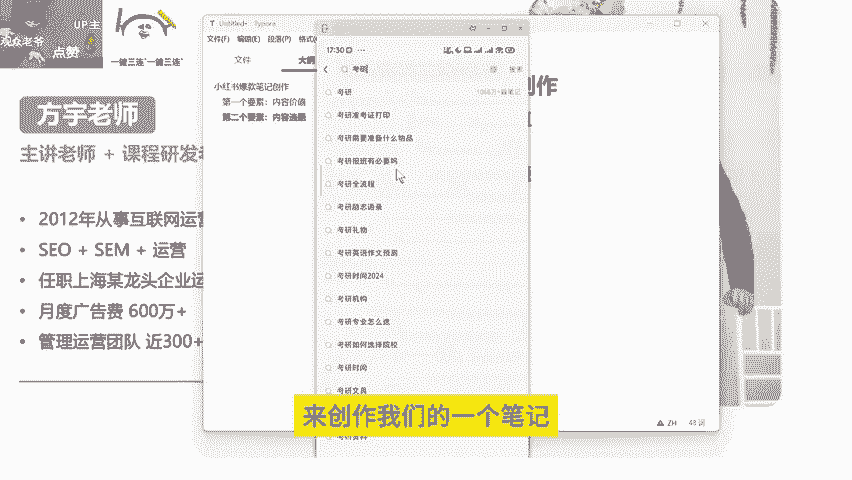 UP主
观众老爷
点赞
一键三连"一键三连"
方宇老师
主讲老师 + 课程研发老
• 2012年从事互联网运营
• SEO + SEM + 运营
• 任职上海某龙头企业运
• 月度广告费 600万+
• 管理运营团队 近300+
Untitled• - Typora
文件(F) 编辑(E) 段落(P) 格式(
文件
大纲
小红书爆款笔记创作
第一个要素：内容价值
第二个要素：内容选题
创作
17:30
考研
搜索
考研
考研准考证打印
考研需要准备什么物品
考研报班有必要吗
考研全流程
考研励志语录
考研礼物
考研英语作文预测
考研时间2024
考研机构
考研专业怎么选
考研如何选择院校
考研时间
考研文具
考研资料
来创作我们的一个笔记
ZH
48 词